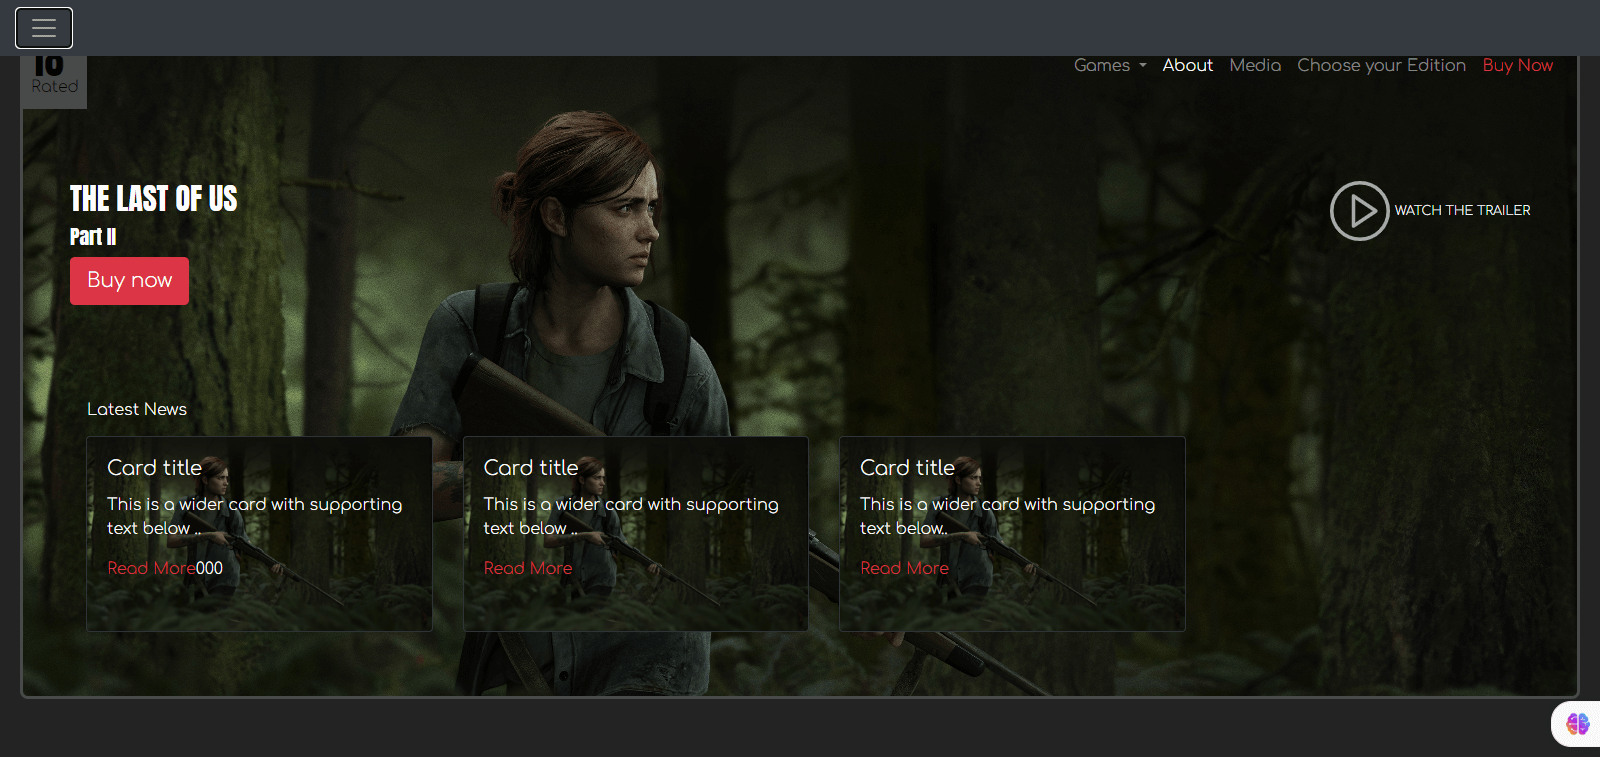 18
Rated
Games About Media Choose your Edition Buy Now
THE LAST OF US
Part II
Buy now
WATCH THE TRAILER
Latest News
Card title
This is a wider card with supporting
text below ..
Read More000
Card title
This is a wider card with supporting
text below ..
Read More
Card title
This is a wider card with supporting
text below..
Read More